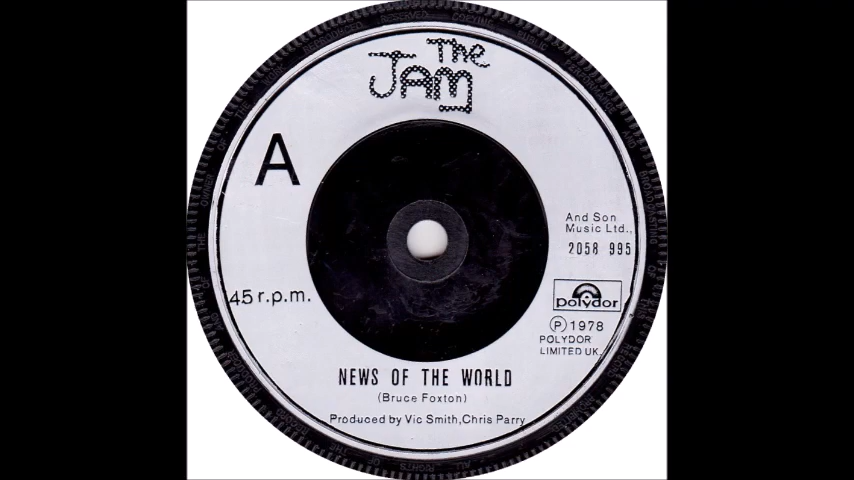 The
JAM
A
And Son
Music Ltd.,
2058 995
45 r.p.m.
polydor
Ⓟ 1978
POLYDOR
LIMITED UK.
NEWS OF THE WORLD
(Bruce Foxton)
Produced by Vic Smith,Chris Parry